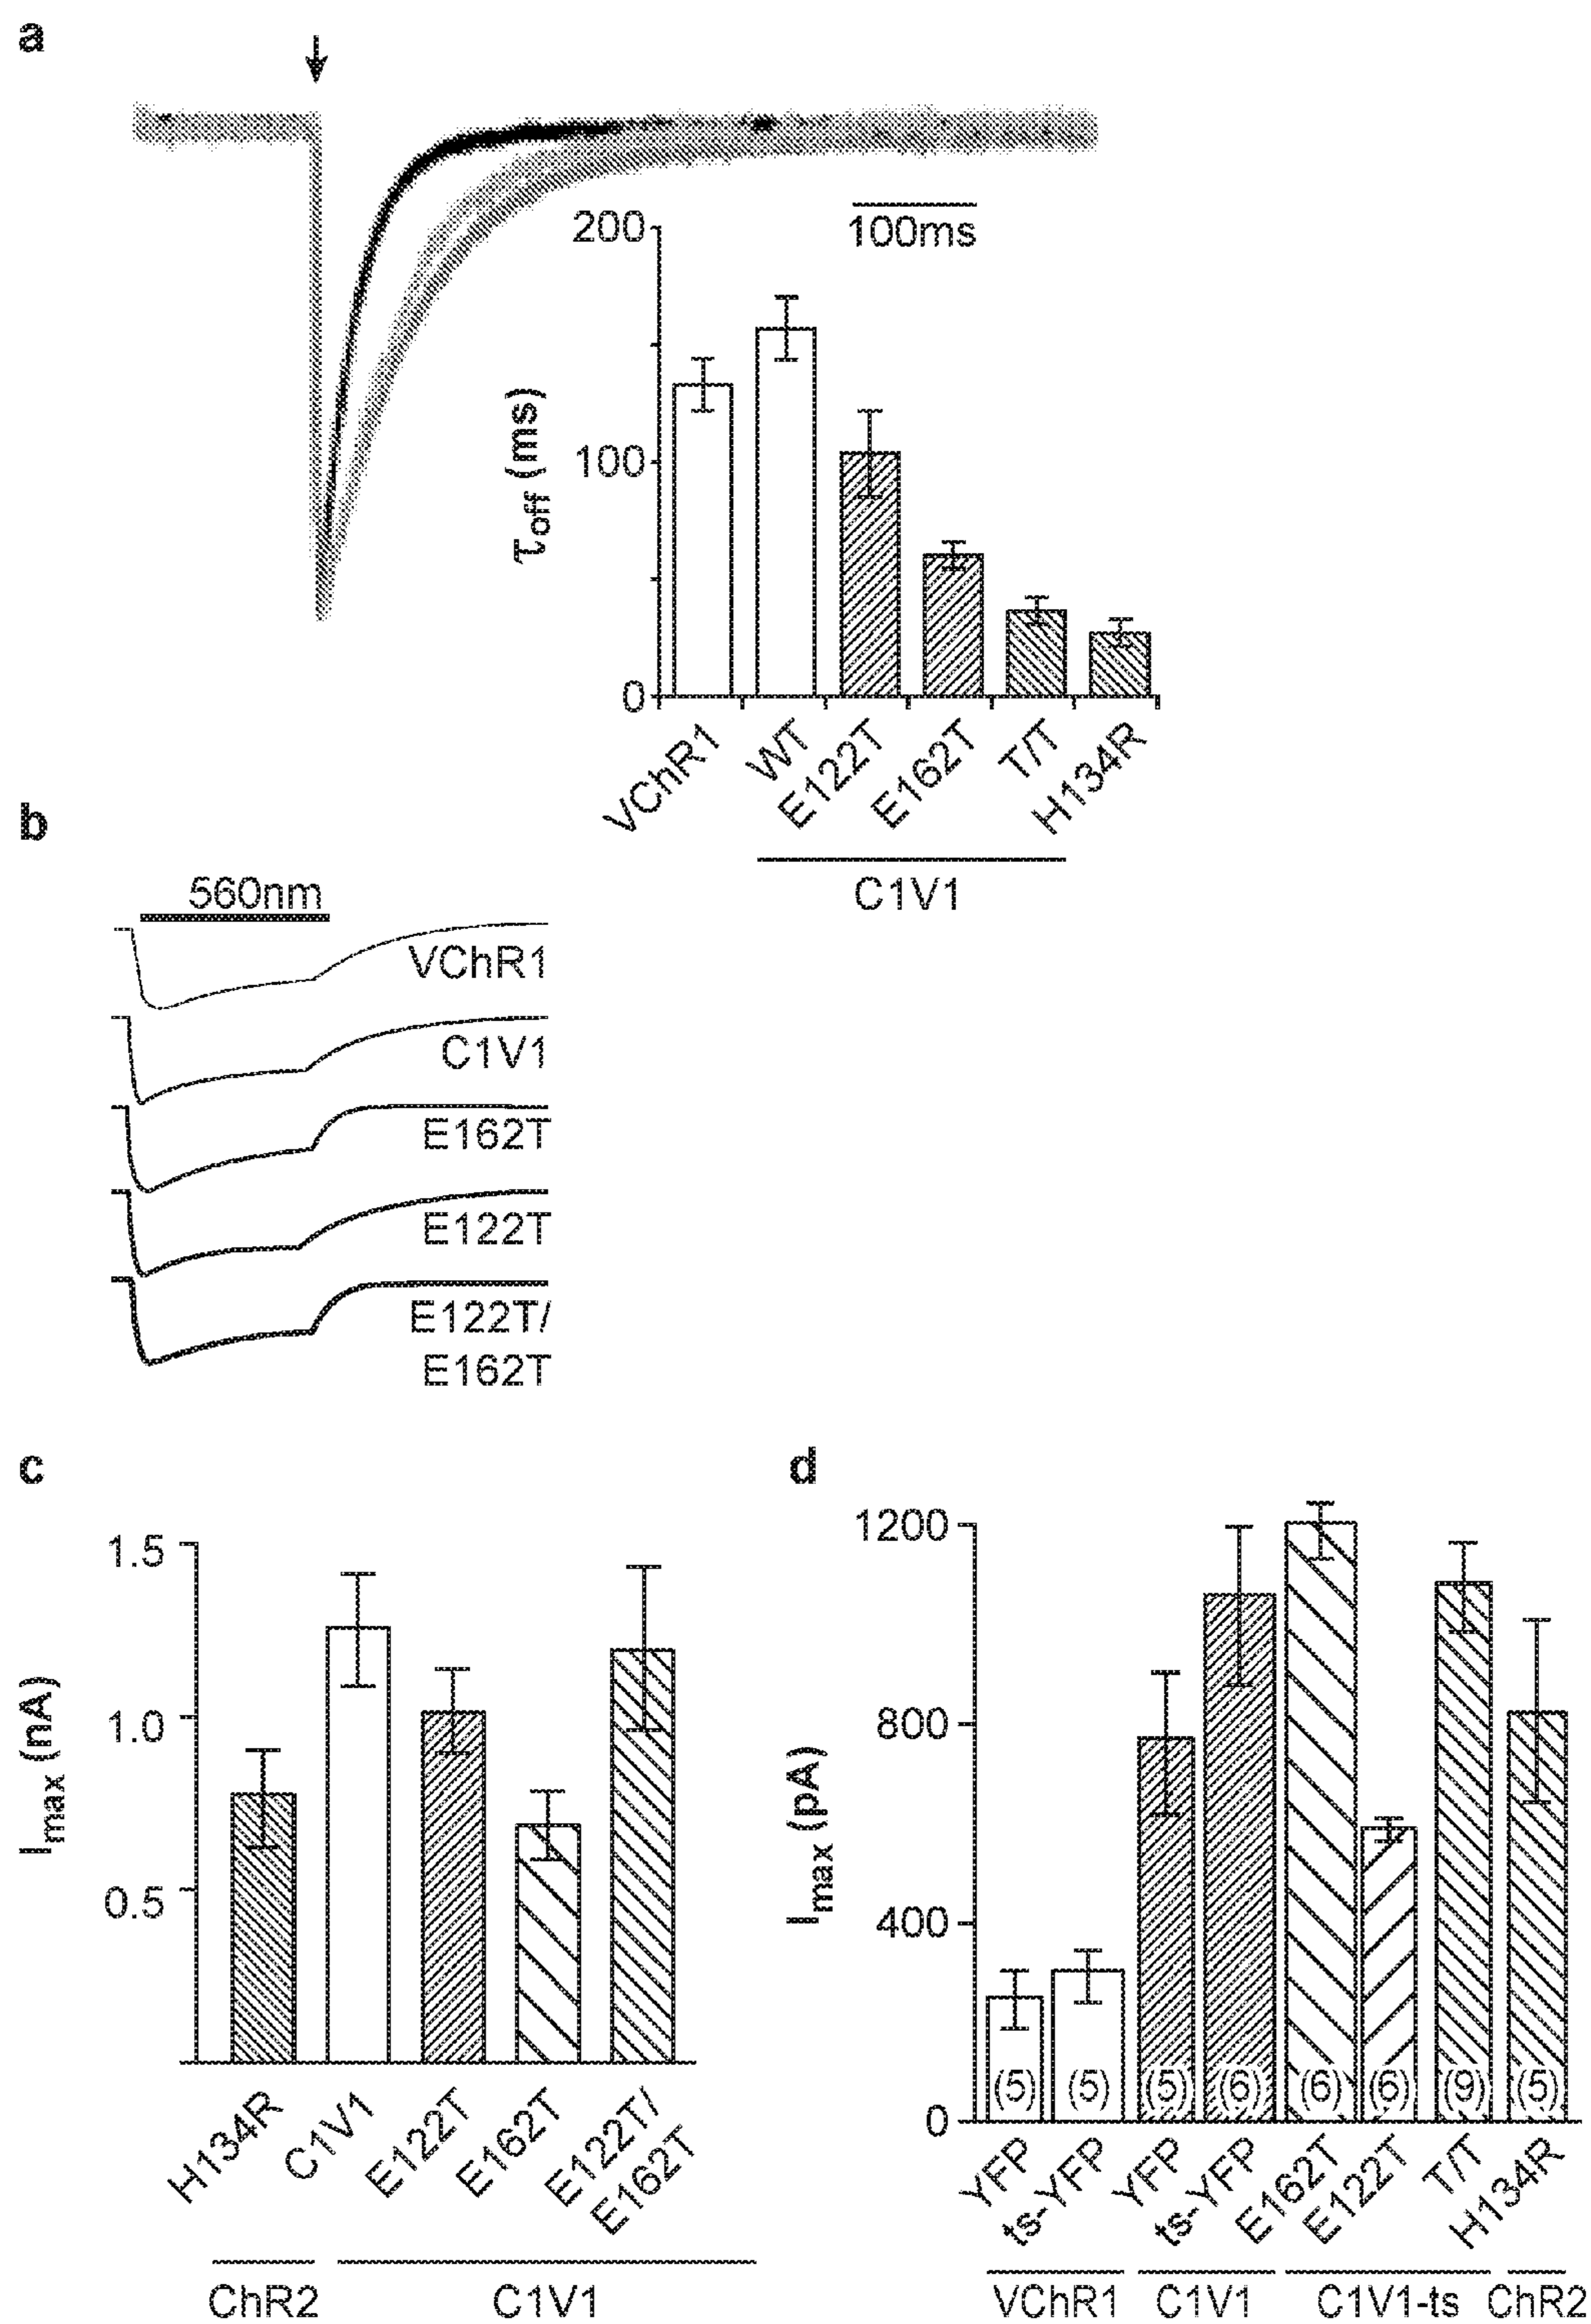 a
200
100ms
τoff (ms)
100
0
VChR1
WT
E122T
E162T
T/T
H134R
C1V1
b
560nm
VChR1
C1V1
E162T
E122T
E122T/
E162T
c
1.5
1.0
0.5
Imax (nA)
H134R
C1V1
E122T
E162T
E122T/
E162T
ChR2
C1V1
d
1200
800
400
0
Imax (pA)
(5)
(5)
(5)
(6)
(6)
(6)
(9)
(5)
YFP
ts-YFP
YFP
ts-YFP
E162T
E122T
T/T
H134R
VChR1
C1V1
C1V1-ts
ChR2